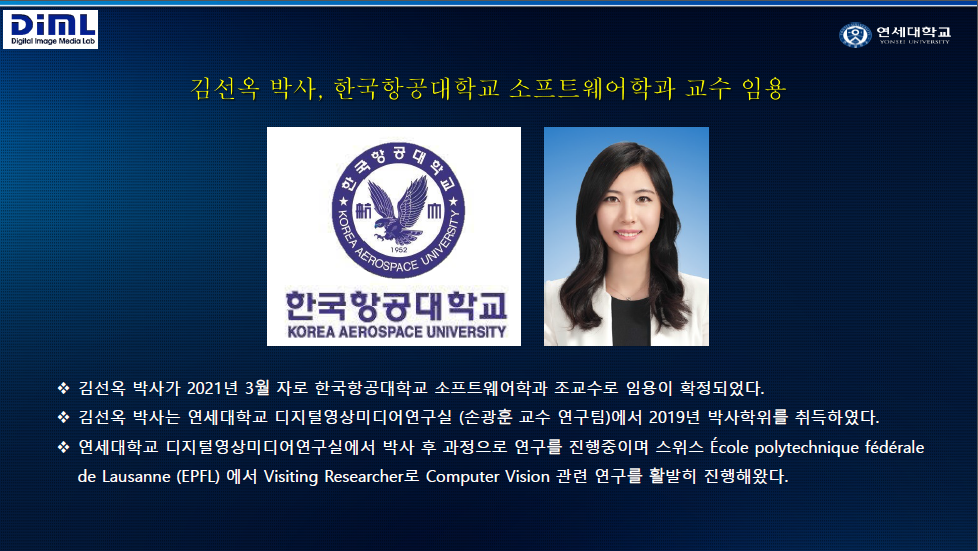 DiML
Digital Image Media Lab
연세대학교
YONSEI UNIVERSITY
김선옥 박사, 한국항공대학교 소프트웨어학과 교수 임용
한국항공대학교
航 大
KOREA AEROSPACE UNIVERSITY
1952
한국항공대학교
KOREA AEROSPACE UNIVERSITY
❖ 김선옥 박사가 2021년 3월 자로 한국항공대학교 소프트웨어학과 조교수로 임용이 확정되었다.
❖ 김선옥 박사는 연세대학교 디지털영상미디어연구실 (손광훈 교수 연구팀)에서 2019년 박사학위를 취득하였다.
❖ 연세대학교 디지털영상미디어연구실에서 박사 후 과정으로 연구를 진행중이며 스위스 École polytechnique fédérale
de Lausanne (EPFL) 에서 Visiting Researcher로 Computer Vision 관련 연구를 활발히 진행해왔다.